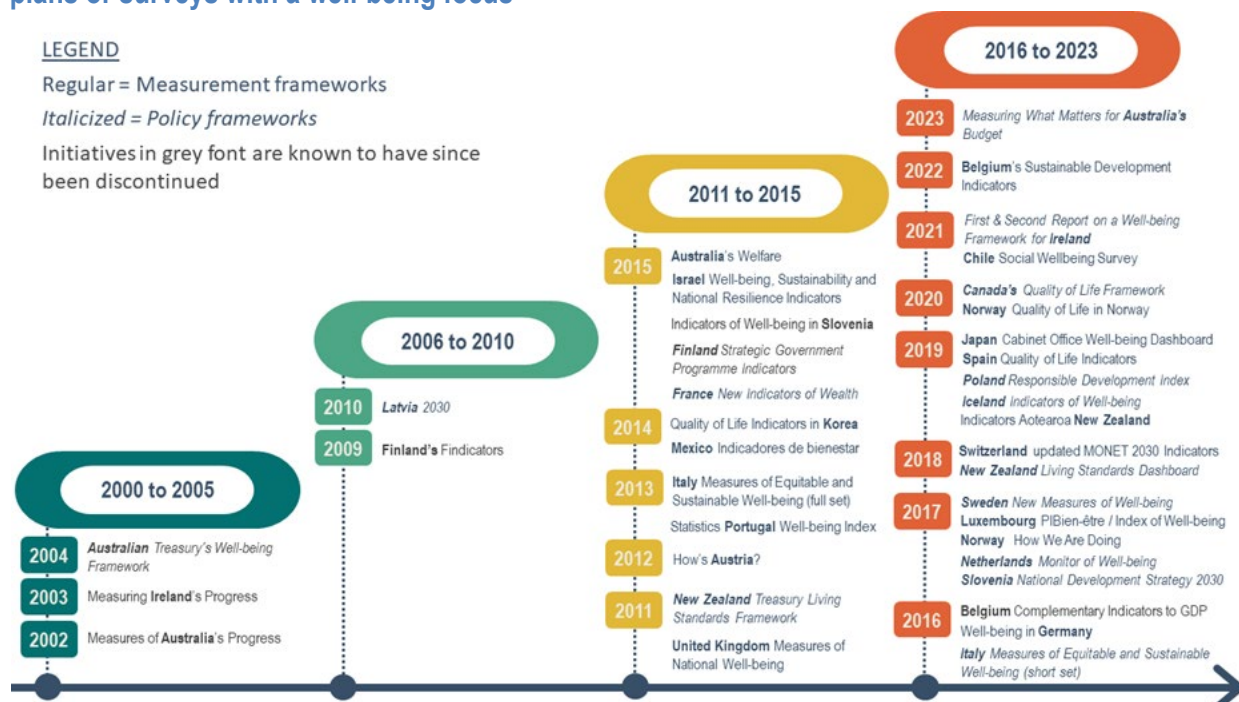 plans or surveys with a well-being focus
LEGEND
Regular = Measurement frameworks
Italicized = Policy frameworks
Initiatives in grey font are known to have since
been discontinued
2000 to 2005
2004
Australian Treasury's Well-being
Framework
2003
Measuring Ireland's Progress
2002
Measures of Australia's Progress
2006 to 2010
2010
Latvia 2030
2009
Finland's Findicators
2011 to 2015
2015
Australia's Welfare
Israel Well-being, Sustainability and
National Resilience Indicators
Indicators of Well-being in Slovenia
Finland Strategic Government
Programme Indicators
France New Indicators of Wealth
2014
Quality of Life Indicators in Korea
Mexico Indicadores de bienestar
2013
Italy Measures of Equitable and
Sustainable Well-being (full set)
Statistics Portugal Well-being Index
2012
How's Austria?
2011
New Zealand Treasury Living
Standards Framework
United Kingdom Measures of
National Well-being
2016 to 2023
2023
Measuring What Matters for Australia's
Budget
2022
Belgium's Sustainable Development
Indicators
2021
First & Second Report on a Well-being
Framework for Ireland
Chile Social Wellbeing Survey
2020
Canada's Quality of Life Framework
Norway Quality of Life in Norway
2019
Japan Cabinet Office Well-being Dashboard
Spain Quality of Life Indicators
Poland Responsible Development Index
Iceland Indicators of Well-being
Indicators Aotearoa New Zealand
2018
Switzerland updated MONET 2030 Indicators
New Zealand Living Standards Dashboard
2017
Sweden New Measures of Well-being
Luxembourg PIBien-être / Index of Well-being
Norway How We Are Doing
Netherlands Monitor of Well-being
Slovenia National Development Strategy 2030
2016
Belgium Complementary Indicators to GDP
Well-being in Germany
Italy Measures of Equitable and Sustainable
Well-being (short set)